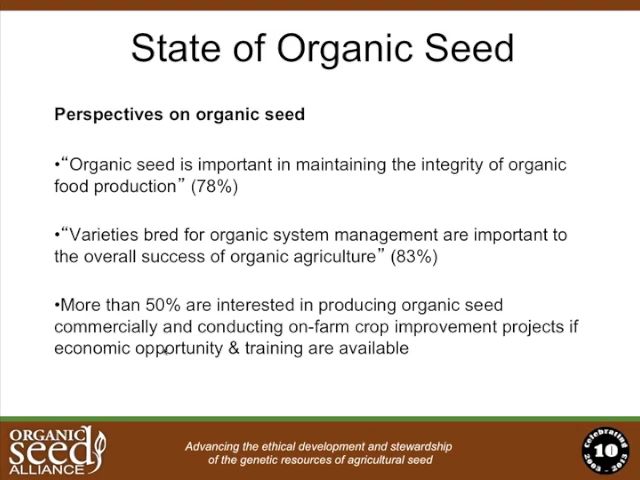 State of Organic Seed
Perspectives on organic seed
•“Organic seed is important in maintaining the integrity of organic
food production” (78%)
•“Varieties bred for organic system management are important to
the overall success of organic agriculture” (83%)
•More than 50% are interested in producing organic seed
commercially and conducting on-farm crop improvement projects if
economic opportunity & training are available
ORGANIC
seed
ALLIANCE
Advancing the ethical development and stewardship
of the genetic resources of agricultural seed
Celebrating
10
2003 - 2013